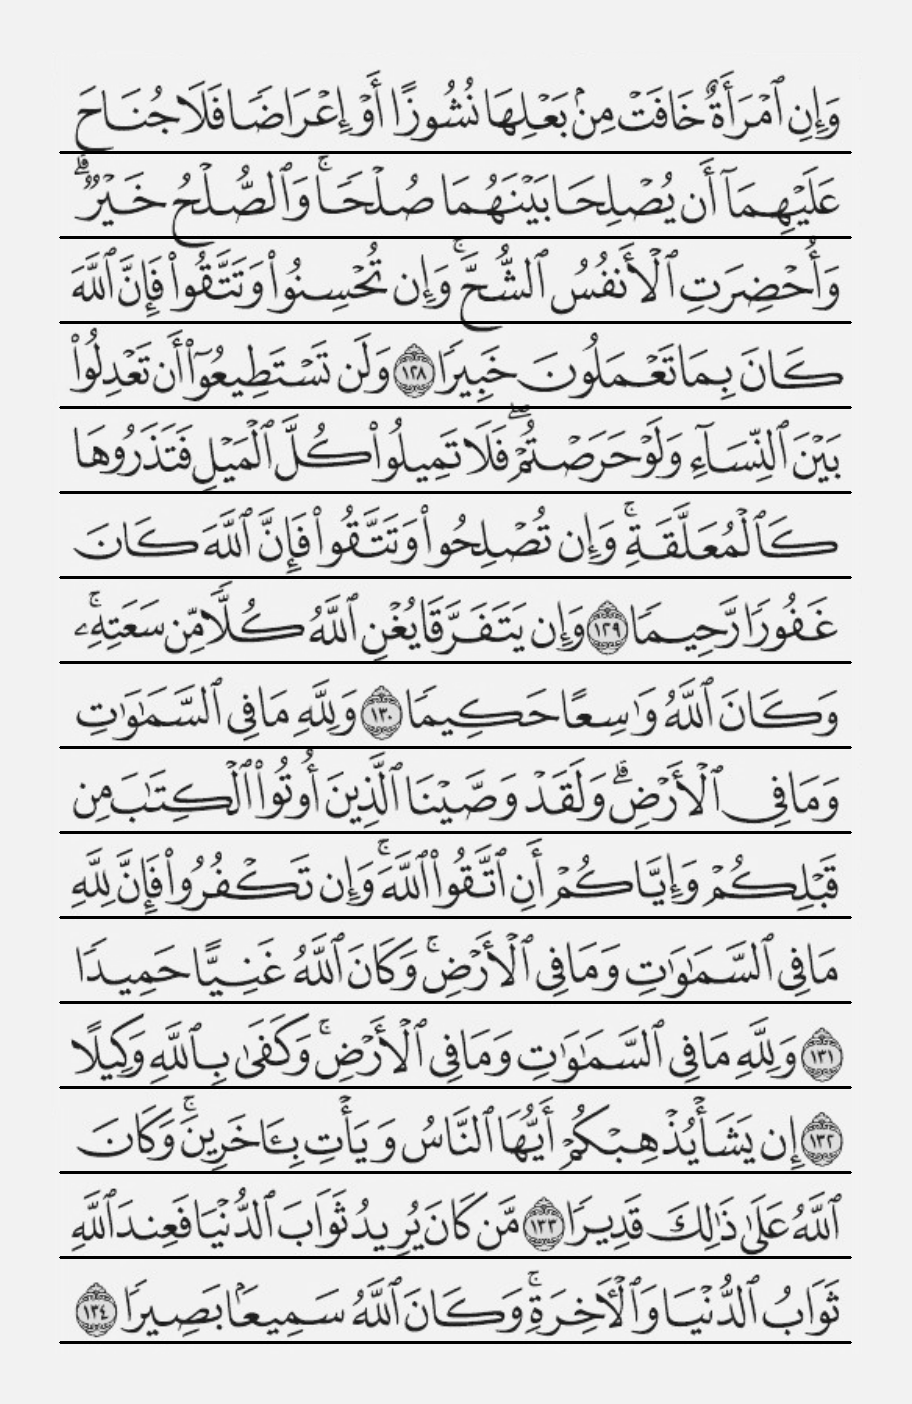 وَإِنِ ٱمۡرَأَةٌ خَافَتۡ مِنۢ بَعۡلِهَا نُشُوزًا أَوۡ إِعۡرَاضٗا فَلَا جُنَاحَ
عَلَيۡهِمَآ أَن يُصۡلِحَا بَيۡنَهُمَا صُلۡحٗاۚ وَٱلصُّلۡحُ خَيۡرٞۗ
وَأُحۡضِرَتِ ٱلۡأَنفُسُ ٱلشُّحَّۚ وَإِن تُحۡسِنُواْ وَتَتَّقُواْ فَإِنَّ ٱللَّهَ
كَانَ بِمَا تَعۡمَلُونَ خَبِيرٗا ١٢٨ وَلَن تَسۡتَطِيعُوٓاْ أَن تَعۡدِلُواْ
بَيۡنَ ٱلنِّسَآءِ وَلَوۡ حَرَصۡتُمۡۖ فَلَا تَمِيلُواْ كُلَّ ٱلۡمَيۡلِ فَتَذَرُوهَا
كَٱلۡمُعَلَّقَةِۚ وَإِن تُصۡلِحُواْ وَتَتَّقُواْ فَإِنَّ ٱللَّهَ كَانَ
غَفُورٗا رَّحِيمٗا ١٢٩ وَإِن يَتَفَرَّقَا يُغۡنِ ٱللَّهُ كُلّٗا مِّن سَعَتِهِۦۚ
وَكَانَ ٱللَّهُ وَٰسِعًا حَكِيمٗا ١٣٠ وَلِلَّهِ مَا فِي ٱلسَّمَٰوَٰتِ
وَمَا فِي ٱلۡأَرۡضِۗ وَلَقَدۡ وَصَّيۡنَا ٱلَّذِينَ أُوتُواْ ٱلۡكِتَٰبَ مِن
قَبۡلِكُمۡ وَإِيَّاكُمۡ أَنِ ٱتَّقُواْ ٱللَّهَۚ وَإِن تَكۡفُرُواْ فَإِنَّ لِلَّهِ
مَا فِي ٱلسَّمَٰوَٰتِ وَمَا فِي ٱلۡأَرۡضِۚ وَكَانَ ٱللَّهُ غَنِيًّا حَمِيدٗا
١٣١ وَلِلَّهِ مَا فِي ٱلسَّمَٰوَٰتِ وَمَا فِي ٱلۡأَرۡضِۚ وَكَفَىٰ بِٱللَّهِ وَكِيلًا
١٣٢ إِن يَشَأۡ يُذۡهِبۡكُمۡ أَيُّهَا ٱلنَّاسُ وَيَأۡتِ بِـَٔاخَرِينَۚ وَكَانَ
ٱللَّهُ عَلَىٰ ذَٰلِكَ قَدِيرٗا ١٣٣ مَّن كَانَ يُرِيدُ ثَوَابَ ٱلدُّنۡيَا فَعِندَ ٱللَّهِ
ثَوَابُ ٱلدُّنۡيَا وَٱلۡأٓخِرَةِۚ وَكَانَ ٱللَّهُ سَمِيعَۢا بَصِيرٗا ١٣٤